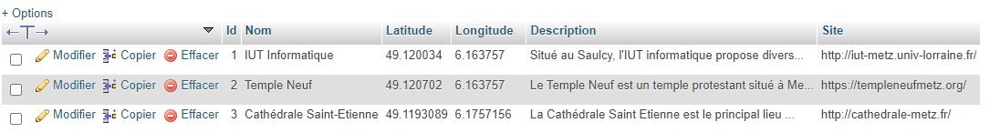 + Options
Id Nom Latitude Longitude Description Site
Modifier Copier Effacer 1 IUT Informatique 49.120034 6.163757 Situé au Saulcy, l'IUT informatique propose divers... http://iut-metz.univ-lorraine.fr/
Modifier Copier Effacer 2 Temple Neuf 49.120702 6.163757 Le Temple Neuf est un temple protestant situé à Me... https://templeneufmetz.org/
Modifier Copier Effacer 3 Cathédrale Saint-Etienne 49.1193089 6.1757156 La Cathédrale Saint Etienne est le principal lieu ... http://cathedrale-metz.fr/